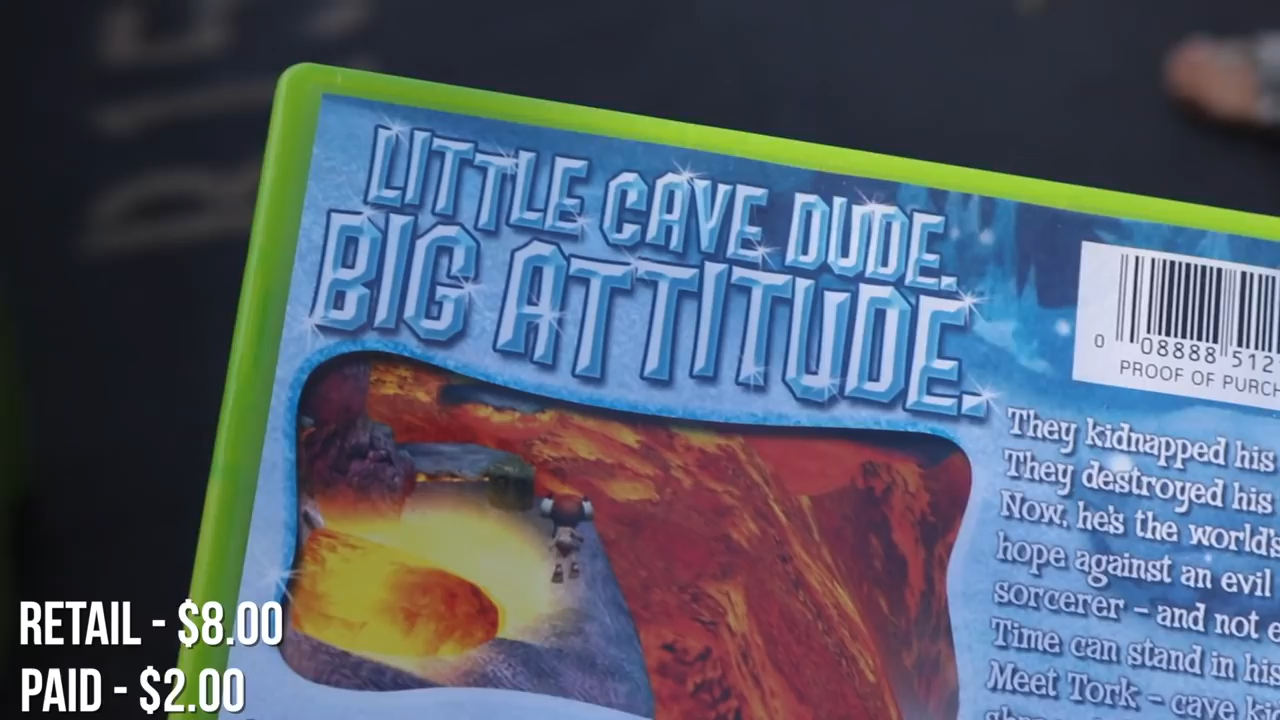 LITTLE CAVE DUDE.
BIG ATTITUDE.
0 08888 512
PROOF OF PURCH
They kidnapped his
They destroyed his
Now, he's the world's
hope against an evil
sorcerer – and not e
Time can stand in his
Meet Tork – cave kid
RETAIL - $8.00
PAID - $2.00